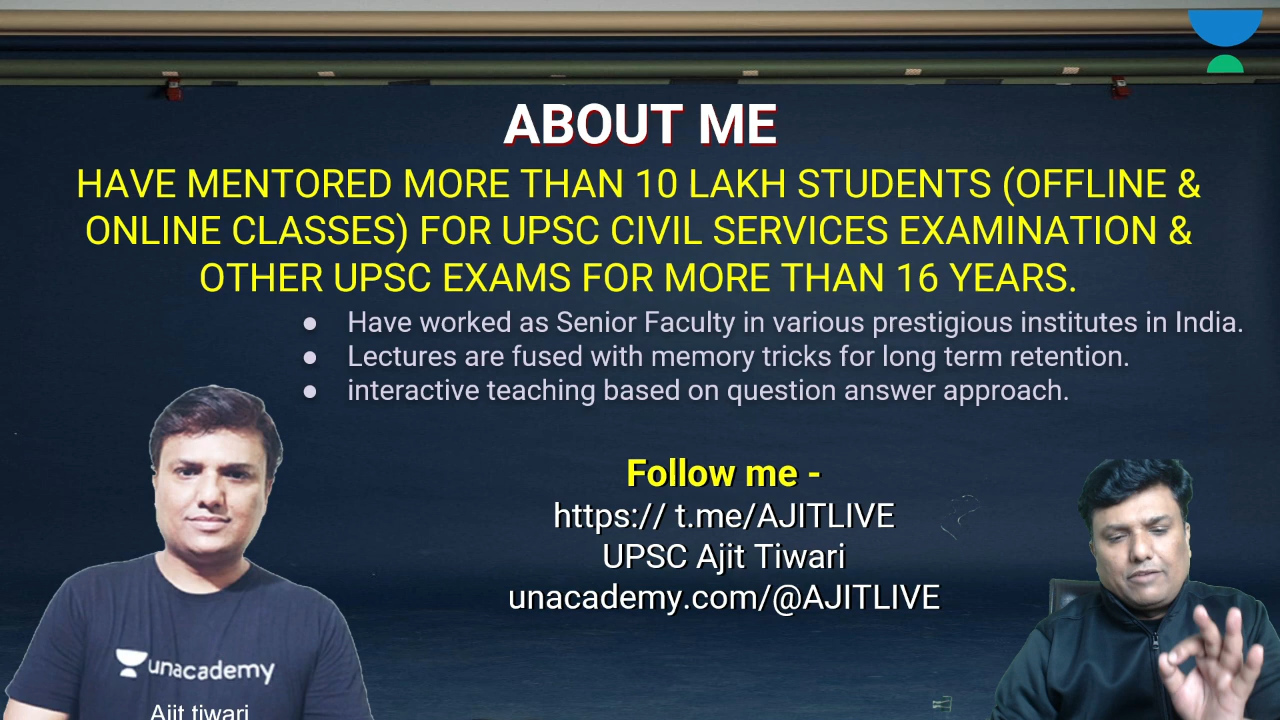 ABOUT ME
HAVE MENTORED MORE THAN 10 LAKH STUDENTS (OFFLINE &
ONLINE CLASSES) FOR UPSC CIVIL SERVICES EXAMINATION &
OTHER UPSC EXAMS FOR MORE THAN 16 YEARS.
● Have worked as Senior Faculty in various prestigious institutes in India.
● Lectures are fused with memory tricks for long term retention.
● interactive teaching based on question answer approach.
Follow me -
https:// t.me/AJITLIVE
UPSC Ajit Tiwari
unacademy.com/@AJITLIVE
unacademy
Ajit tiwari